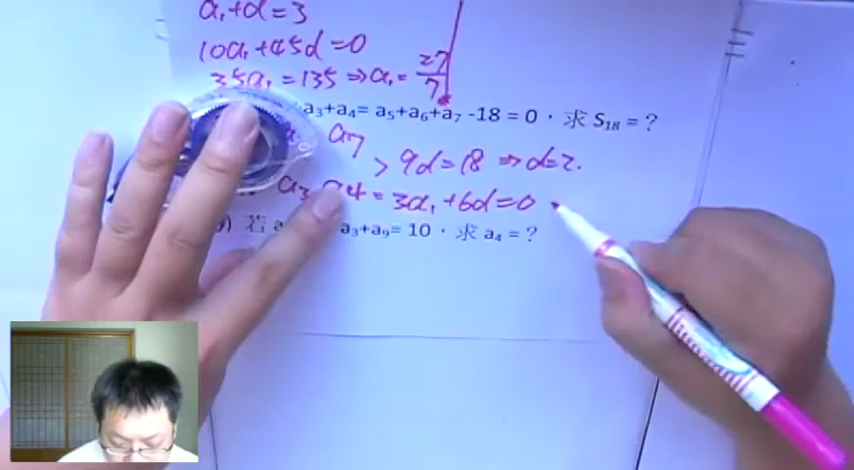 a₁+d=3
10a₁+45d=0
35a₁=135⇒a₁=27/7
a₃+a₄= a₅+a₆+a₇ -18=0，求 S₁₈=？
a₇
> 9d=18 ⇒d=2.
a₃ a4 = 3a₁+6d=0
) 若 a a₃+a₉= 10，求 a₄=？